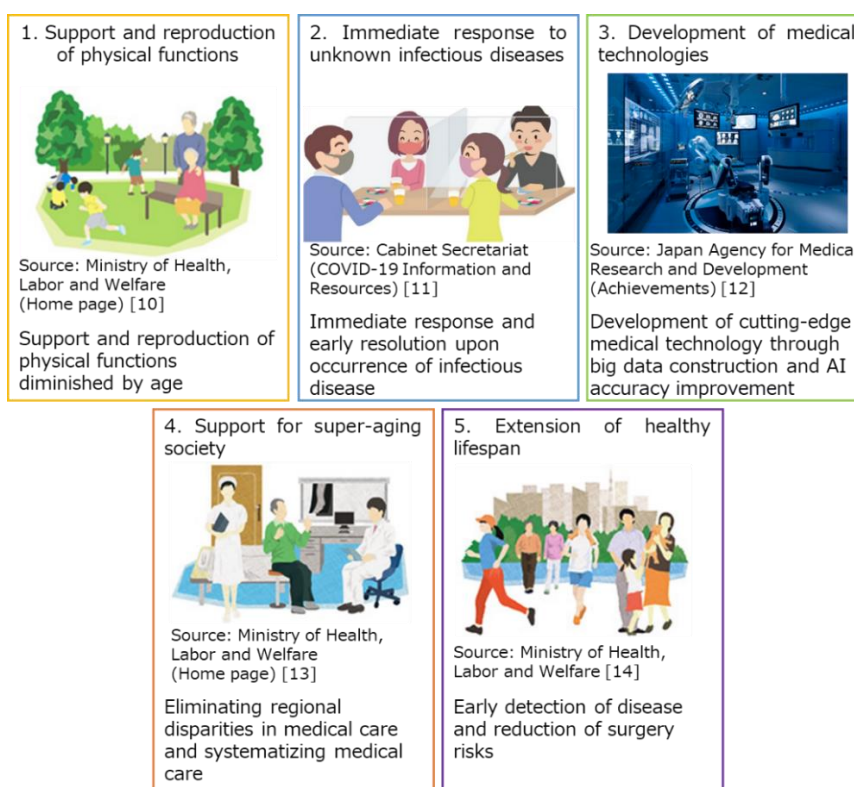 1. Support and reproduction
of physical functions
Source: Ministry of Health,
Labor and Welfare
(Home page) [10]
Support and reproduction of
physical functions
diminished by age
2. Immediate response to
unknown infectious diseases
Source: Cabinet Secretariat
(COVID-19 Information and
Resources) [11]
Immediate response and
early resolution upon
occurrence of infectious
disease
3. Development of medical
technologies
Source: Japan Agency for Medica
Research and Development
(Achievements) [12]
Development of cutting-edge
medical technology through
big data construction and AI
accuracy improvement
4. Support for super-aging
society
Source: Ministry of Health,
Labor and Welfare
(Home page) [13]
Eliminating regional
disparities in medical care
and systematizing medical
care
5. Extension of healthy
lifespan
Source: Ministry of Health,
Labor and Welfare [14]
Early detection of disease
and reduction of surgery
risks